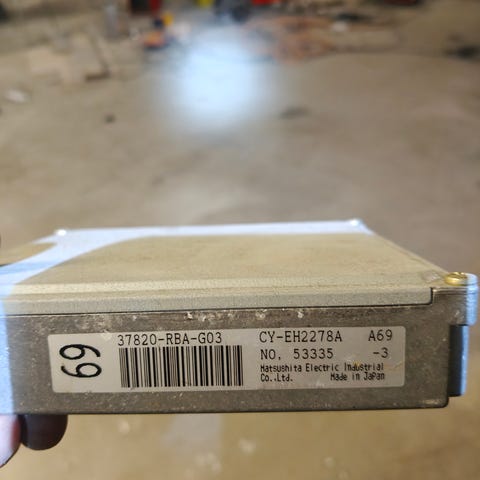 69
37820-RBA-G03
CY-EH2278A A69
NO. 53335 -3
Matsushita Electric Industrial
Co.,Ltd. Made in Japan